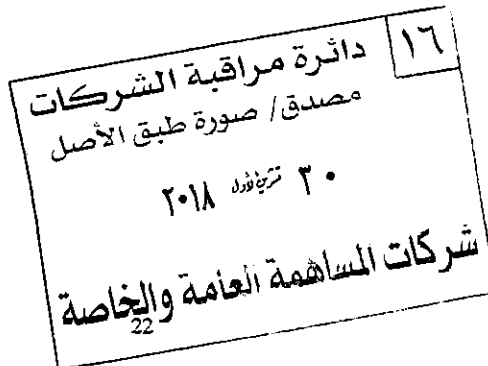 ١٦
دائرة مراقبة الشركات
مصدق/ صورة طبق الأصل
٣٠ تشرين الأول ٢٠١٨
شركات المساهمة العامة والخاصة
22